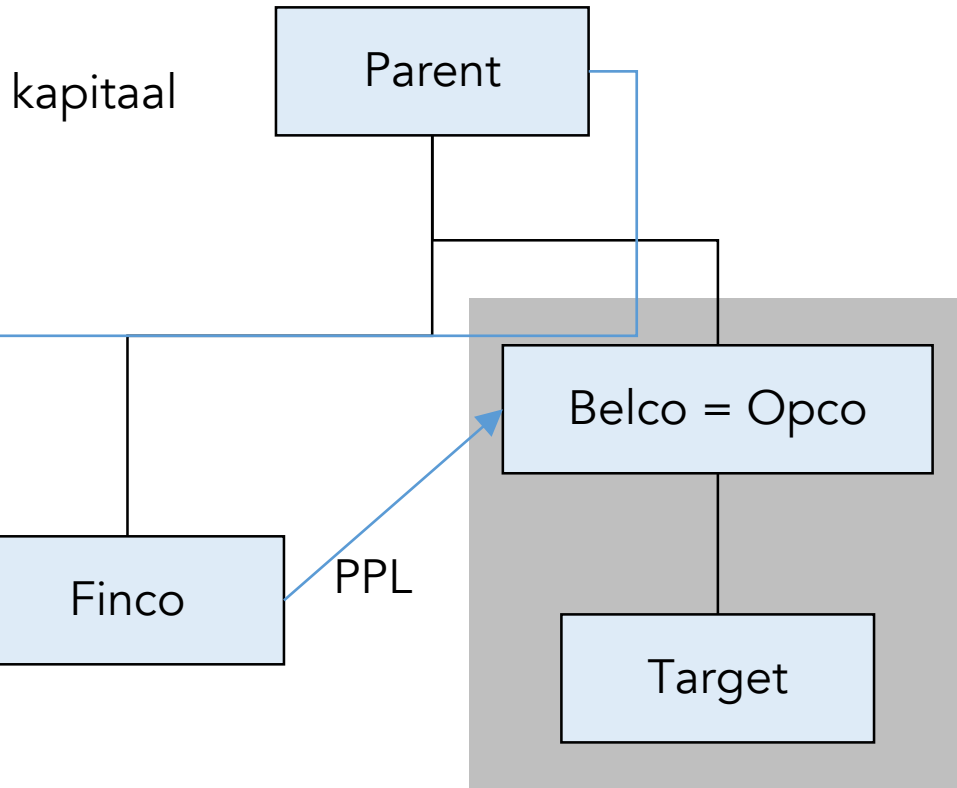 Parent
kapitaal
Belco = Opco
Finco
PPL
Target